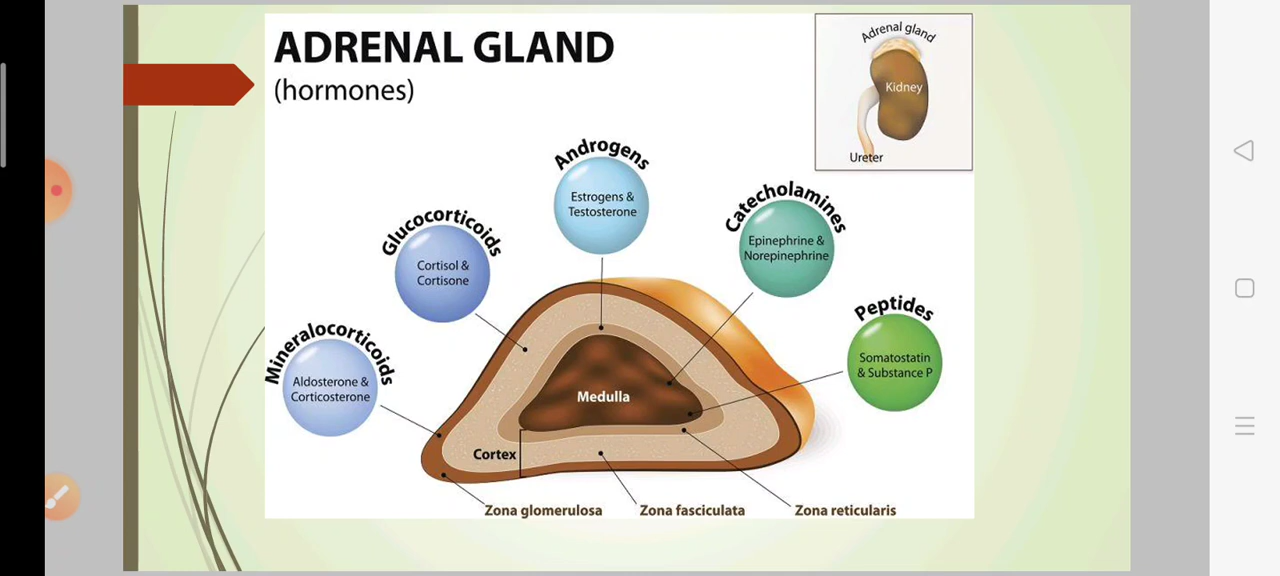 ADRENAL GLAND
(hormones)
Adrenal gland
Kidney
Ureter
Androgens
Estrogens &
Testosterone
Catecholamines
Epinephrine &
Norepinephrine
Glucocorticoids
Cortisol &
Cortisone
Peptides
Somatostatin
& Substance P
Mineralocorticoids
Aldosterone &
Corticosterone
Medulla
Cortex
Zona glomerulosa
Zona fasciculata
Zona reticularis